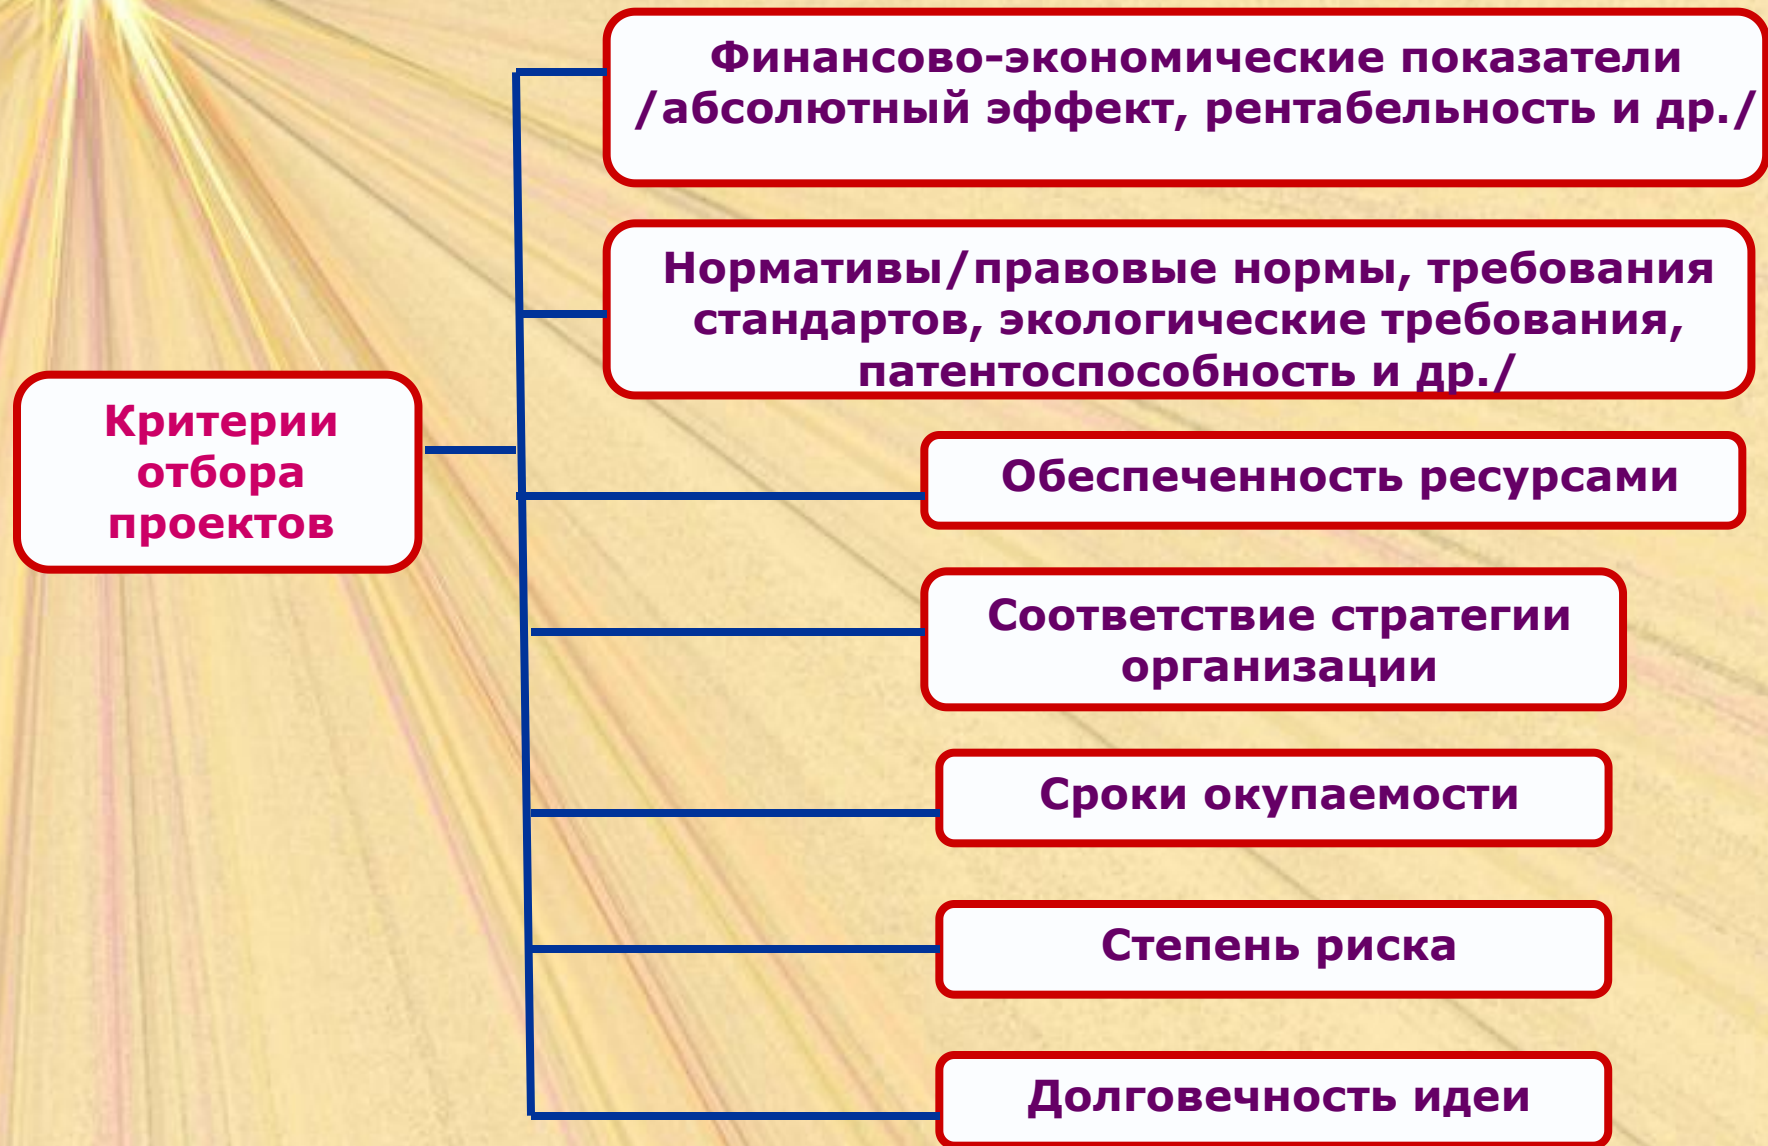 Финансово-экономические показатели
/абсолютный эффект, рентабельность и др./
Нормативы/правовые нормы, требования
стандартов, экологические требования,
патентоспособность и др./
Критерии
отбора
проектов
Обеспеченность ресурсами
Соответствие стратегии
организации
Сроки окупаемости
Степень риска
Долговечность идеи